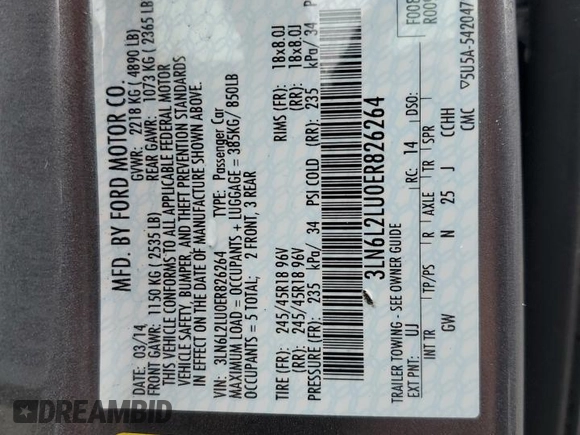 MFD. BY FORD MOTOR CO.
DATE: 03/14 GVWR: 2218 KG ( 4890 LB)
FRONT GAWR: 1150 KG ( 2535 LB) REAR GAWR: 1073 KG ( 2365 LB)
THIS VEHICLE CONFORMS TO ALL APPLICABLE FEDERAL MOTOR
VEHICLE SAFETY, BUMPER, AND THEFT PREVENTION STANDARDS
IN EFFECT ON THE DATE OF MANUFACTURE SHOWN ABOVE.
VIN: 3LN6L2LU0ER826264 TYPE: Passenger Car
MAXIMUM LOAD = OCCUPANTS + LUGGAGE = 385KG/ 850LB
OCCUPANTS = 5 TOTAL; 2 FRONT, 3 REAR
TIRE (FR): 245/45R18 96V RIMS (FR): 18x8.0J
(RR): 245/45R18 96V (RR): 18x8.0J
PRESSURE (FR): 235 kPa/ 34 PSI COLD (RR): 235 kPa/ 34 P
3LN6L2LU0ER826264
TRAILER TOWING - SEE OWNER GUIDE
EXT PNT: UJ RC: 14 DSO:
INT TR TP/PS R AXLE TR SPR
GW N 25 J CCHH
CMC ▽5U5A-542047
DREAMBID